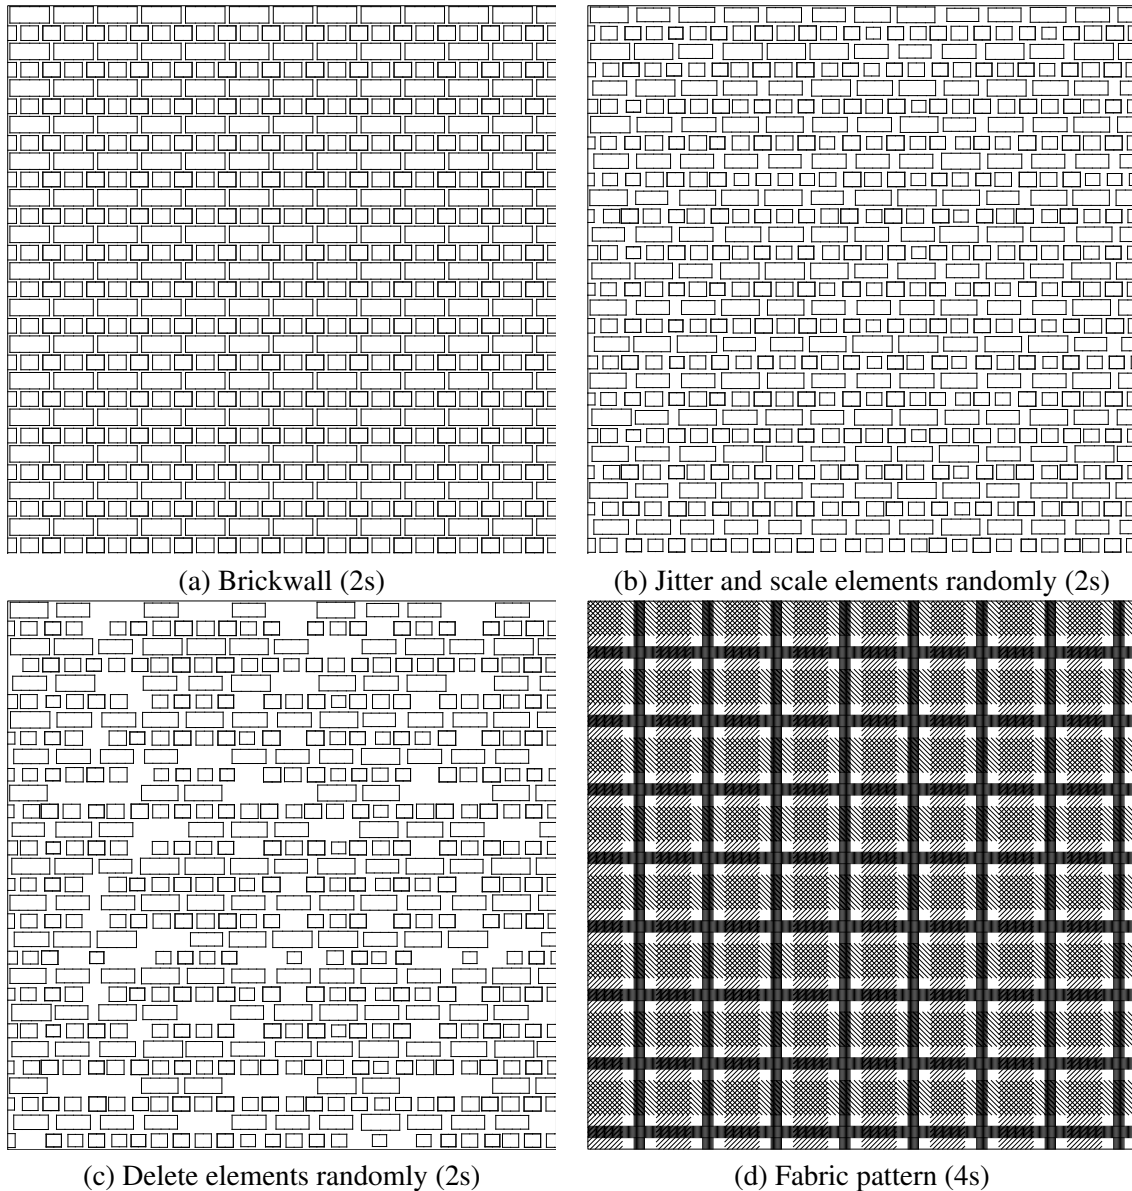 (a) Brickwall (2s)
(b) Jitter and scale elements randomly (2s)
(c) Delete elements randomly (2s)
(d) Fabric pattern (4s)